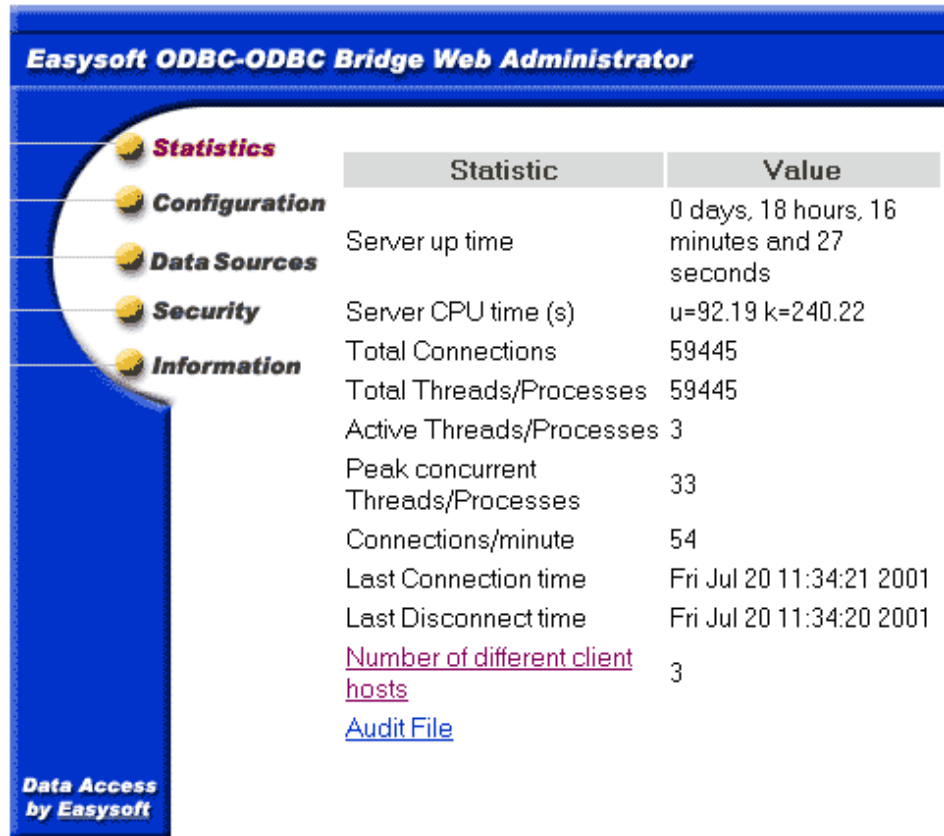 Easysoft ODBC-ODBC Bridge Web Administrator
Statistics
Configuration
Data Sources
Security
Information
Statistic Value
Server up time 0 days, 18 hours, 16
minutes and 27
seconds
Server CPU time (s) u=92.19 k=240.22
Total Connections 59445
Total Threads/Processes 59445
Active Threads/Processes 3
Peak concurrent
Threads/Processes 33
Connections/minute 54
Last Connection time Fri Jul 20 11:34:21 2001
Last Disconnect time Fri Jul 20 11:34:20 2001
Number of different client
hosts 3
Audit File
Data Access
by Easysoft